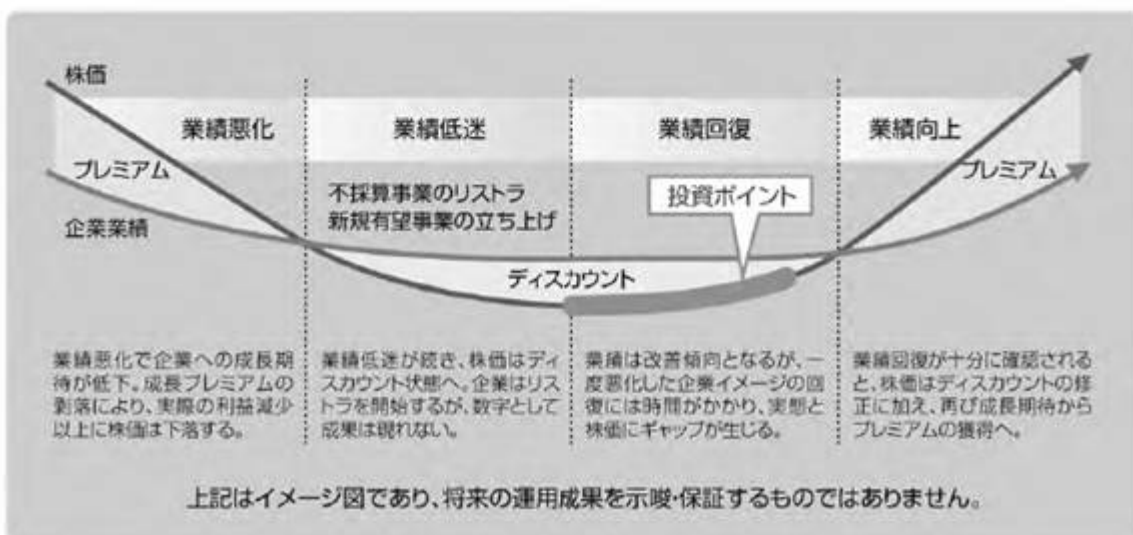 株価
業績悪化
業績低迷
業績回復
業績向上
プレミアム
プレミアム
企業業績
不採算事業のリストラ
新規有望事業の立ち上げ
投資ポイント
ディスカウント
業績悪化で企業への成長期
待が低下。成長プレミアムの
剥落により、実際の利益減少
以上に株価は下落する。
業績低迷が続き、株価はディ
スカウント状態へ。企業はリス
トラを開始するが、数字として
成果は現れない。
業績は改善傾向となるが、一
度悪化した企業イメージの回
復には時間がかかり、実態と
株価にギャップが生じる。
業績回復が十分に確認される
と、株価はディスカウントの修
正に加え、再び成長期待から
プレミアムの獲得へ。
上記はイメージ図であり、将来の運用成果を示唆・保証するものではありません。